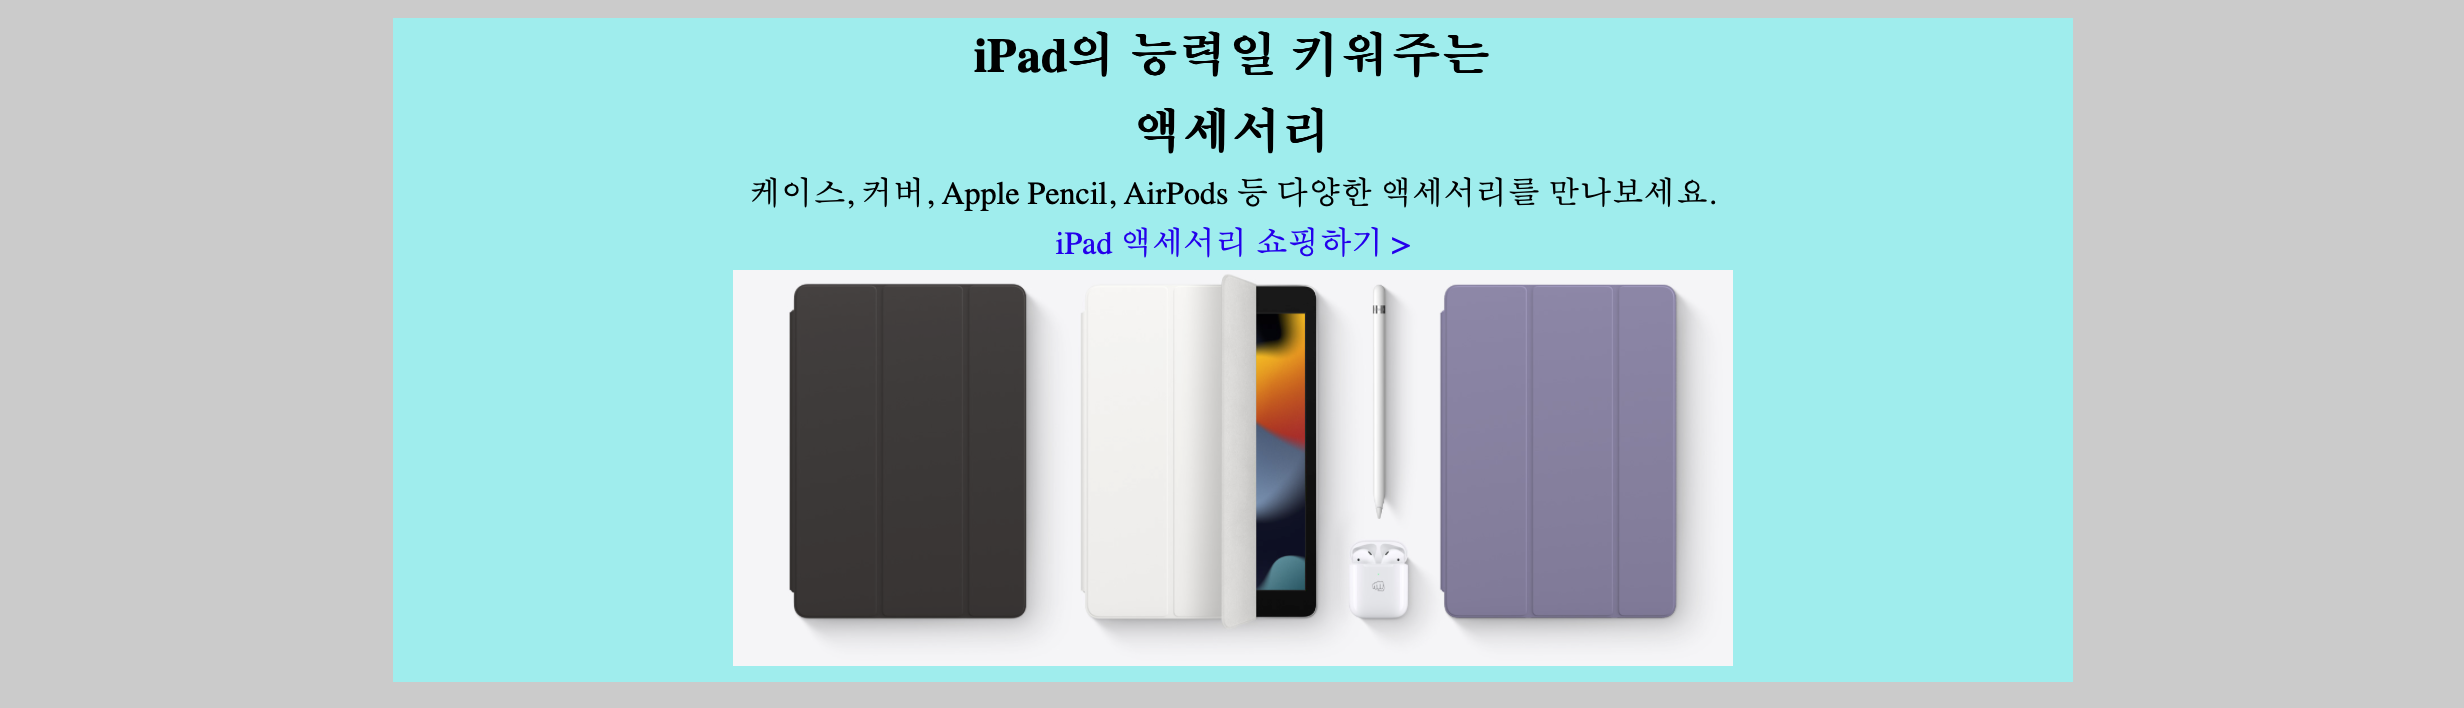 iPad의 능력일 키워주는
액세서리
케이스, 커버, Apple Pencil, AirPods 등 다양한 액세서리를 만나보세요.
iPad 액세서리 쇼핑하기 >